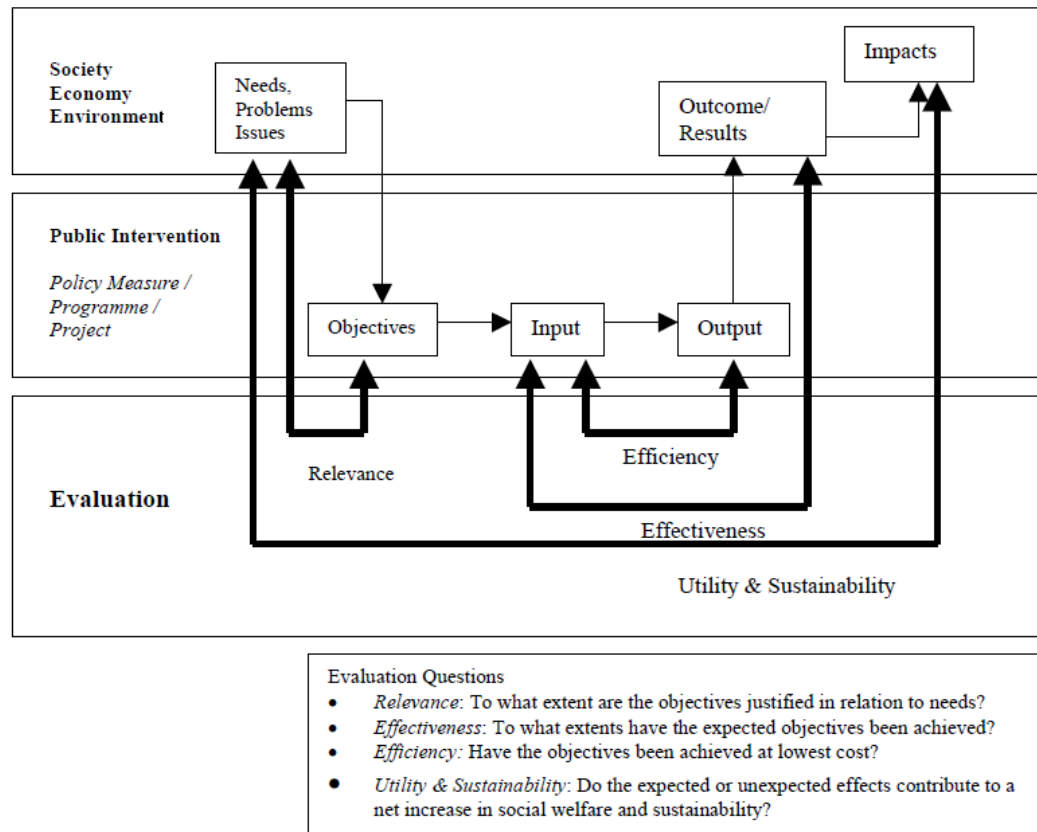 Society
Economy
Environment
Needs,
Problems
Issues
Outcome/
Results
Impacts
Public Intervention
Policy Measure /
Programme /
Project
Objectives
Input
Output
Evaluation
Relevance
Efficiency
Effectiveness
Utility & Sustainability
Evaluation Questions
• Relevance: To what extent are the objectives justified in relation to needs?
• Effectiveness: To what extents have the expected objectives been achieved?
• Efficiency: Have the objectives been achieved at lowest cost?
• Utility & Sustainability: Do the expected or unexpected effects contribute to a
net increase in social welfare and sustainability?